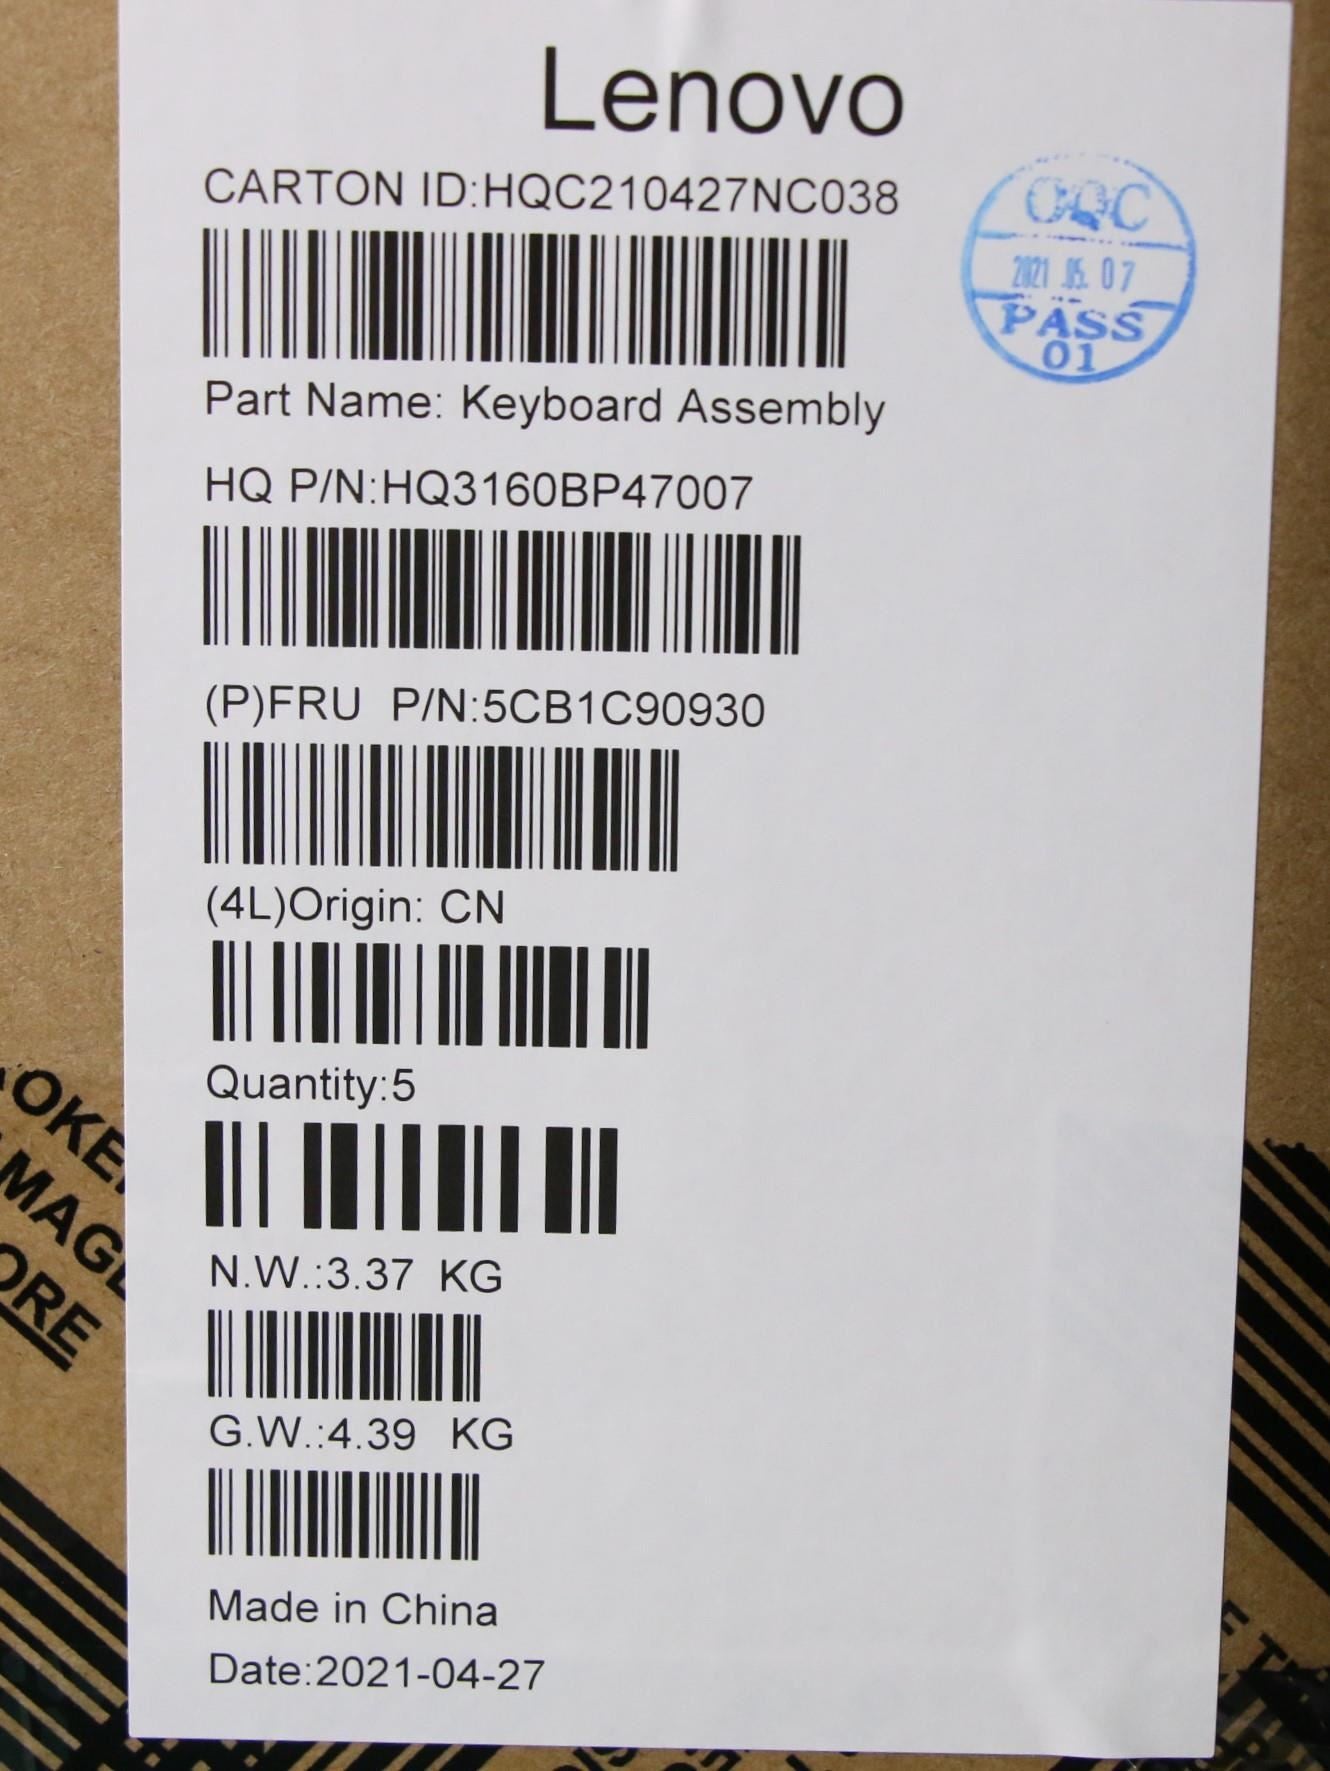 Lenovo
CARTON ID:HQC210427NC038
OQC
2021.05.07
PASS
01
Part Name: Keyboard Assembly
HQ P/N:HQ3160BP47007
(P)FRU P/N:5CB1C90930
(4L)Origin: CN
Quantity:5
N.W.:3.37 KG
G.W.:4.39 KG
Made in China
Date:2021-04-27